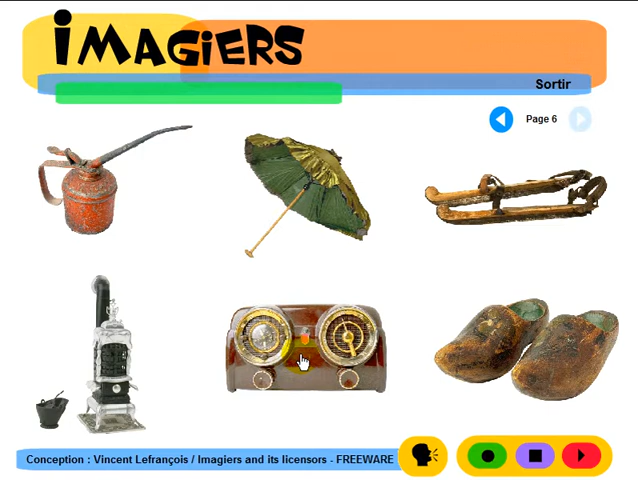 iMAGiERS
Sortir
Page 6
Conception : Vincent Lefrançois / Imagiers and its licensors - FREEWARE